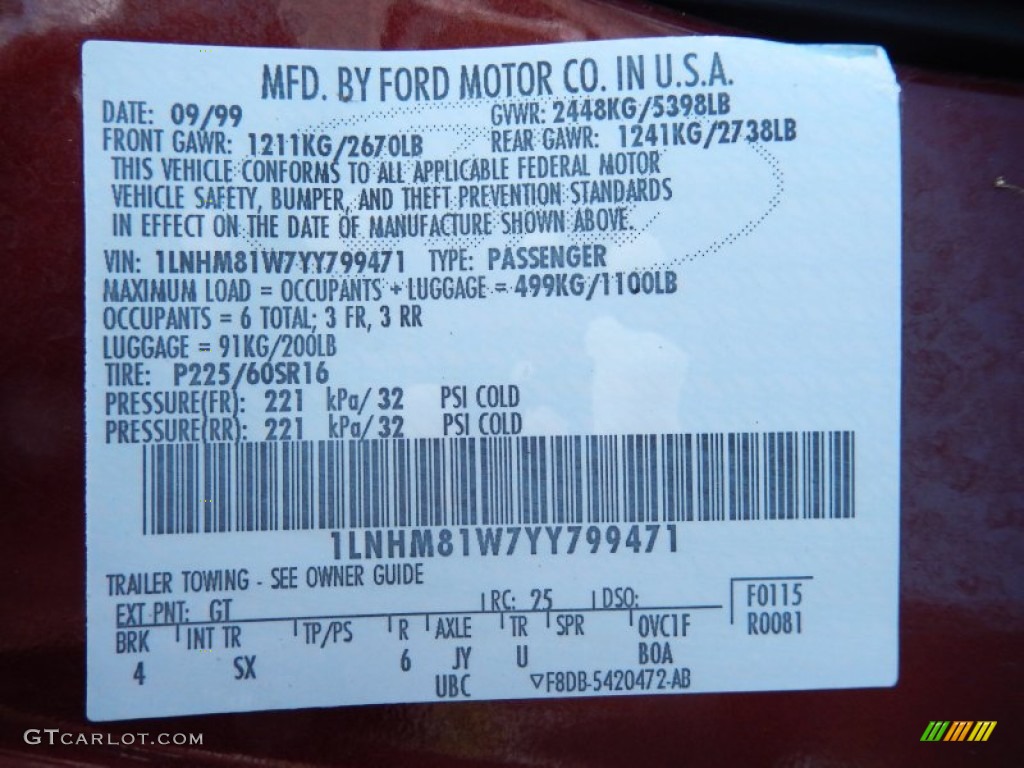 MFD. BY FORD MOTOR CO. IN U.S.A.
DATE: 09/99 GVWR: 2448KG/5398LB
FRONT GAWR: 1211KG/2670LB REAR GAWR: 1241KG/2738LB
THIS VEHICLE CONFORMS TO ALL APPLICABLE FEDERAL MOTOR
VEHICLE SAFETY, BUMPER, AND THEFT PREVENTION STANDARDS
IN EFFECT ON THE DATE OF MANUFACTURE SHOWN ABOVE.
VIN: 1LNHM81W7YY799471 TYPE: PASSENGER
MAXIMUM LOAD = OCCUPANTS + LUGGAGE = 499KG/1100LB
OCCUPANTS = 6 TOTAL; 3 FR, 3 RR
LUGGAGE = 91KG/200LB
TIRE: P225/60SR16
PRESSURE(FR): 221 kPa/ 32 PSI COLD
PRESSURE(RR): 221 kPa/ 32 PSI COLD
1LNHM81W7YY799471
TRAILER TOWING - SEE OWNER GUIDE
EXT PNT: GT RC: 25 DSO: F0115
BRK INT TR TP/PS R AXLE TR SPR OVC1F R0081
4 SX 6 JY U BOA
UBC ▽F8DB-5420472-AB
GTCARLOT.COM